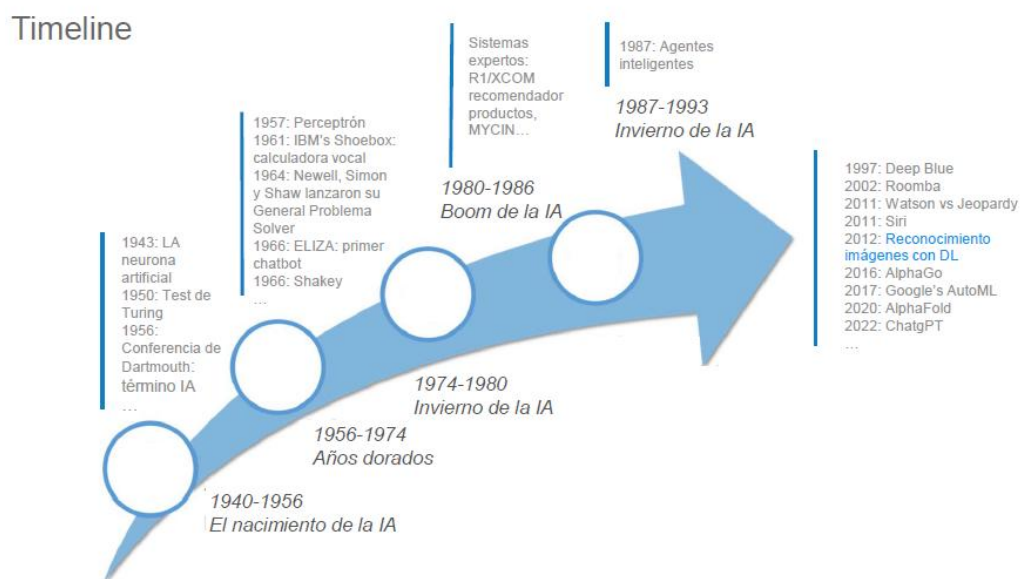 Timeline
1943: LA
neurona
artificial
1950: Test de
Turing
1956:
Conferencia de
Dartmouth:
término IA
...
1940-1956
El nacimiento de la IA
1957: Perceptrón
1961: IBM's Shoebox:
calculadora vocal
1964: Newell, Simon
y Shaw lanzaron su
General Problema
Solver
1966: ELIZA: primer
chatbot
1966: Shakey
...
1956-1974
Años dorados
1974-1980
Invierno de la IA
Sistemas
expertos:
R1/XCOM
recomendador
productos,
MYCIN...
1980-1986
Boom de la IA
1987: Agentes
inteligentes
1987-1993
Invierno de la IA
1997: Deep Blue
2002: Roomba
2011: Watson vs Jeopardy
2011: Siri
2012: Reconocimiento
imágenes con DL
2016: AlphaGo
2017: Google's AutoML
2020: AlphaFold
2022: ChatgPT
...